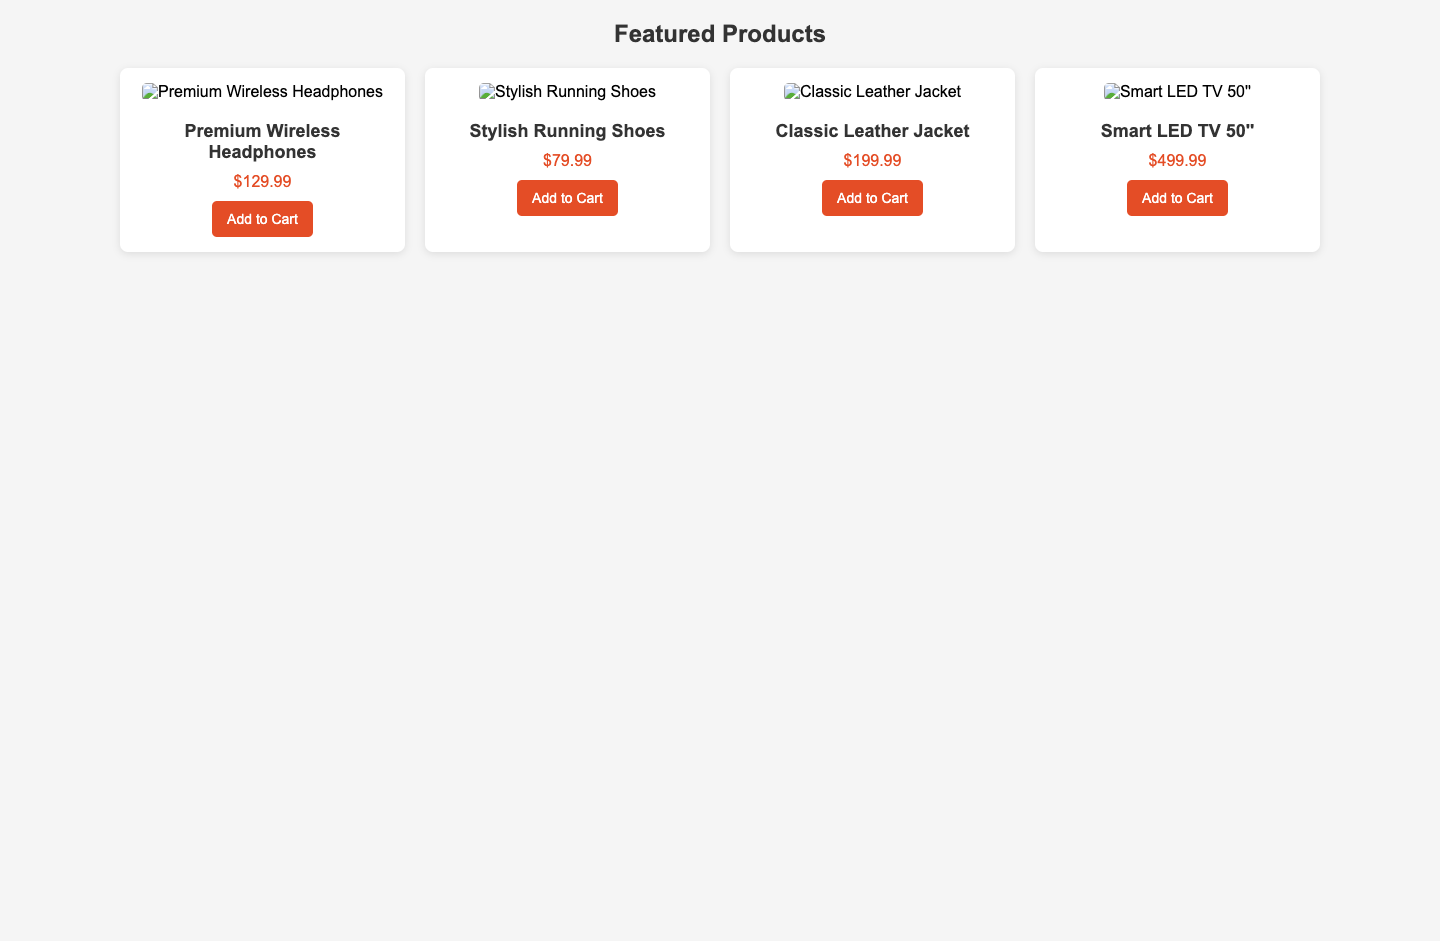 Featured Products
Premium Wireless Headphones
Premium Wireless
Headphones
$129.99
Add to Cart
Stylish Running Shoes
Stylish Running Shoes
$79.99
Add to Cart
Classic Leather Jacket
Classic Leather Jacket
$199.99
Add to Cart
Smart LED TV 50"
Smart LED TV 50"
$499.99
Add to Cart